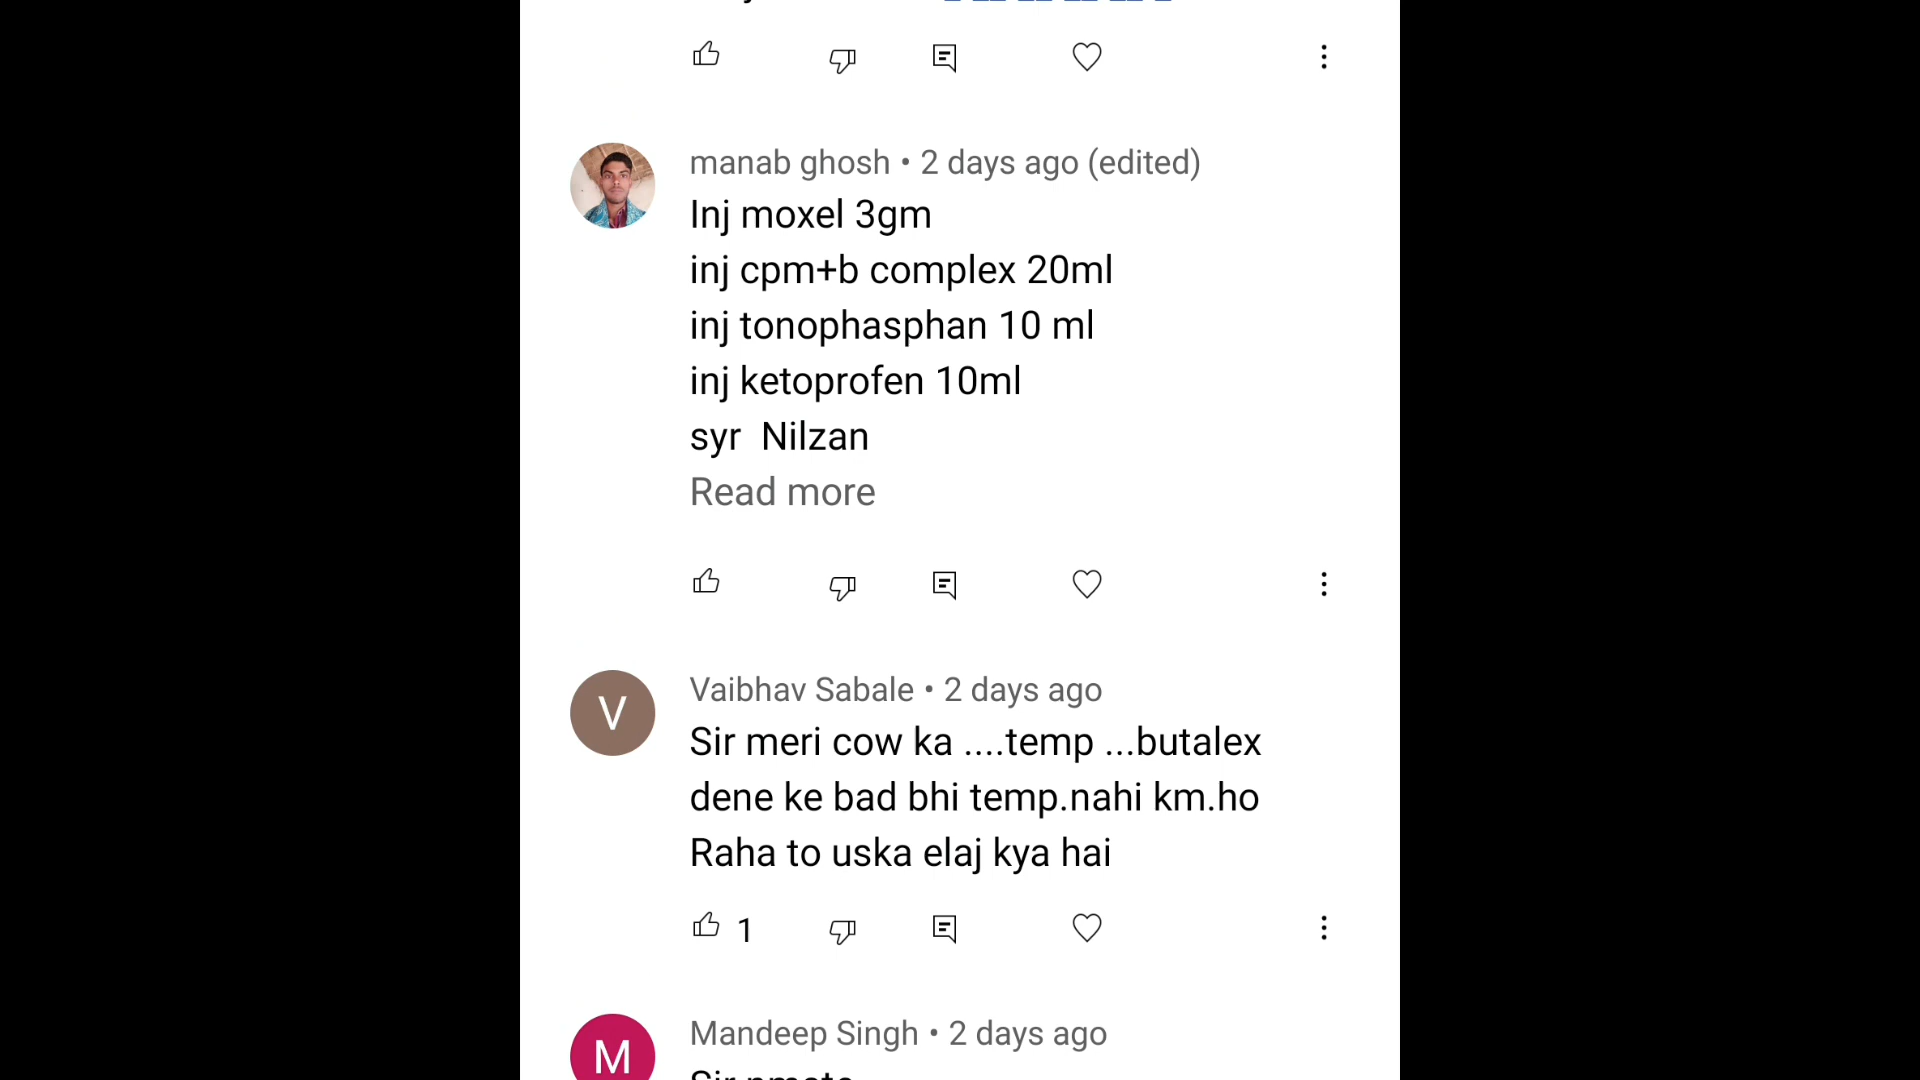 manab ghosh • 2 days ago (edited)
Inj moxel 3gm
inj cpm+b complex 20ml
inj tonophasphan 10 ml
inj ketoprofen 10ml
syr  Nilzan
Read more
V
Vaibhav Sabale • 2 days ago
Sir meri cow ka ....temp ...butalex
dene ke bad bhi temp.nahi km.ho
Raha to uska elaj kya hai
1
M
Mandeep Singh • 2 days ago
Sir